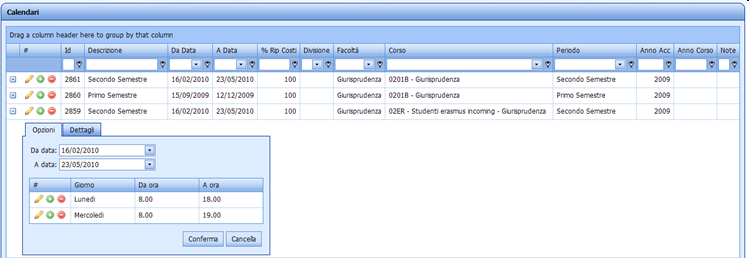 Calendari
Drag a column header here to group by that column
# Id Descrizione Da Data A Data % Rip Costi Divisione Facoltà Corso Periodo Anno Acc Anno Corso Note
2861 Secondo Semestre 16/02/2010 23/05/2010 100 Giurisprudenza 0201B - Giurisprudenza Secondo Semestre 2009
2860 Primo Semestre 15/09/2009 12/12/2009 100 Giurisprudenza 0201B - Giurisprudenza Primo Semestre 2009
2859 Secondo Semestre 16/02/2010 23/05/2010 100 Giurisprudenza 02ER - Studenti erasmus incoming - Giurisprudenza Secondo Semestre 2009
Opzioni Dettagli
Da data: 16/02/2010
A data: 23/05/2010
# Giorno Da ora A ora
Lunedì 8.00 18.00
Mercoledì 8.00 19.00
Conferma Cancella